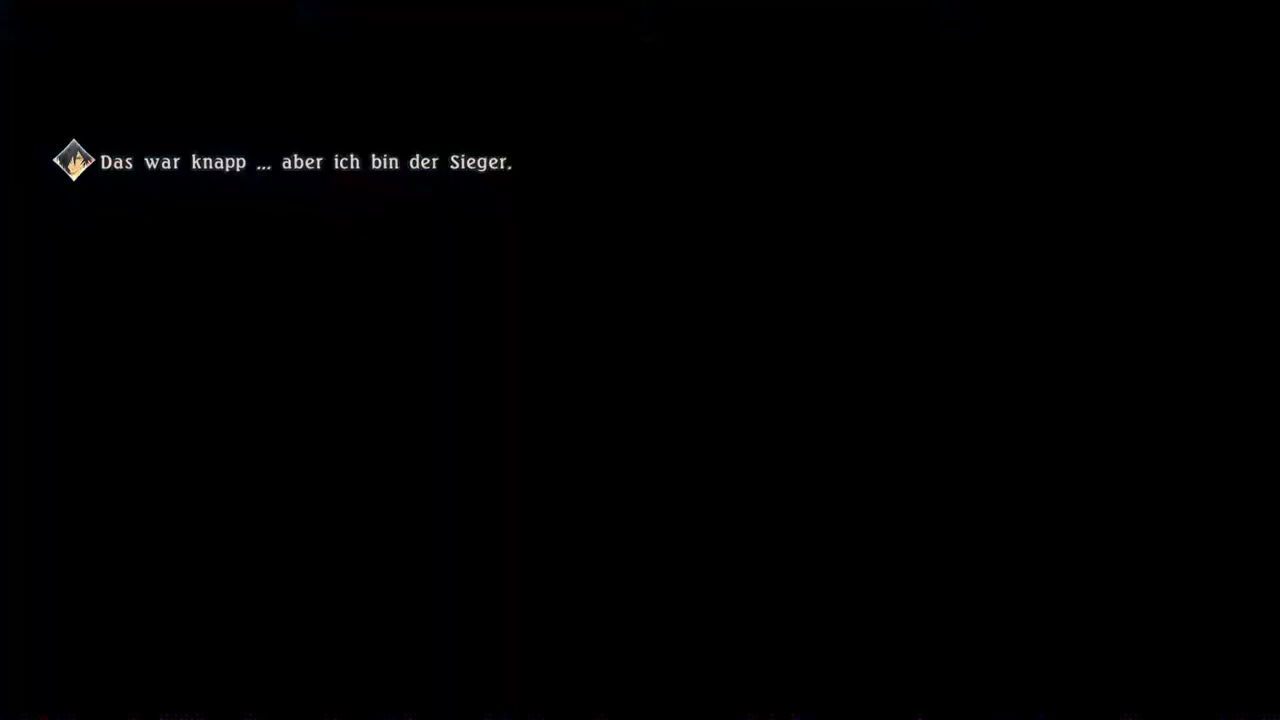 Das war knapp ... aber ich bin der Sieger.